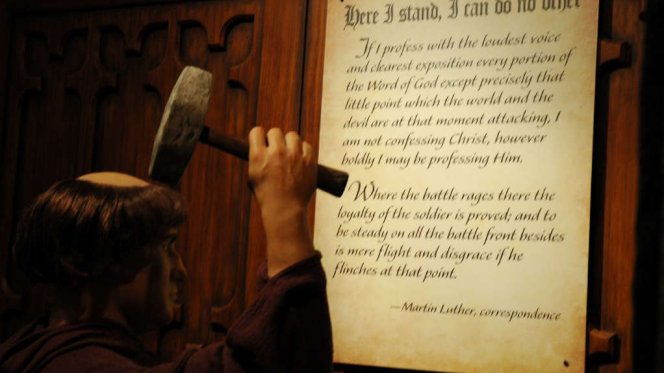 Here I stand, I can do no other
If I profess with the loudest voice
and clearest exposition every portion of
the Word of God except precisely that
little point which the world and the
devil are at that moment attacking, I
am not confessing Christ, however
boldly I may be professing Him.
Where the battle rages there the
loyalty of the soldier is proved; and to
be steady on all the battle front besides
is mere flight and disgrace if he
flinches at that point.
—Martin Luther, correspondence